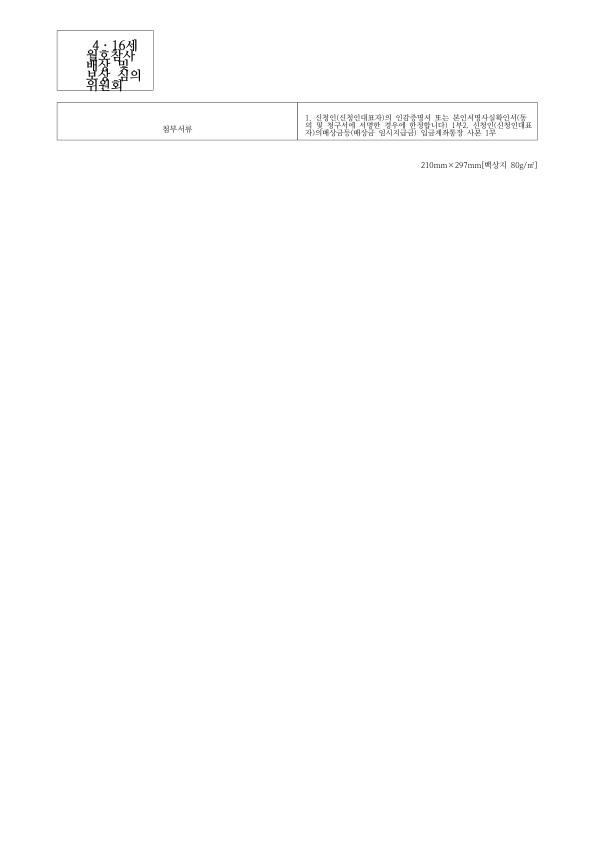 4ㆍ16세
월호참사
배상 및
보상 심의
위원회
첨부서류
1. 신청인(신청인대표자)의 인감증명서 또는 본인서명사실확인서(동
의 및 청구서에 서명한 경우에 한정합니다) 1부2. 신청인(신청인대표
자)의배상금등(배상금 임시지급금) 입금계좌통장 사본 1부
210mm×297mm[백상지 80g/㎡]